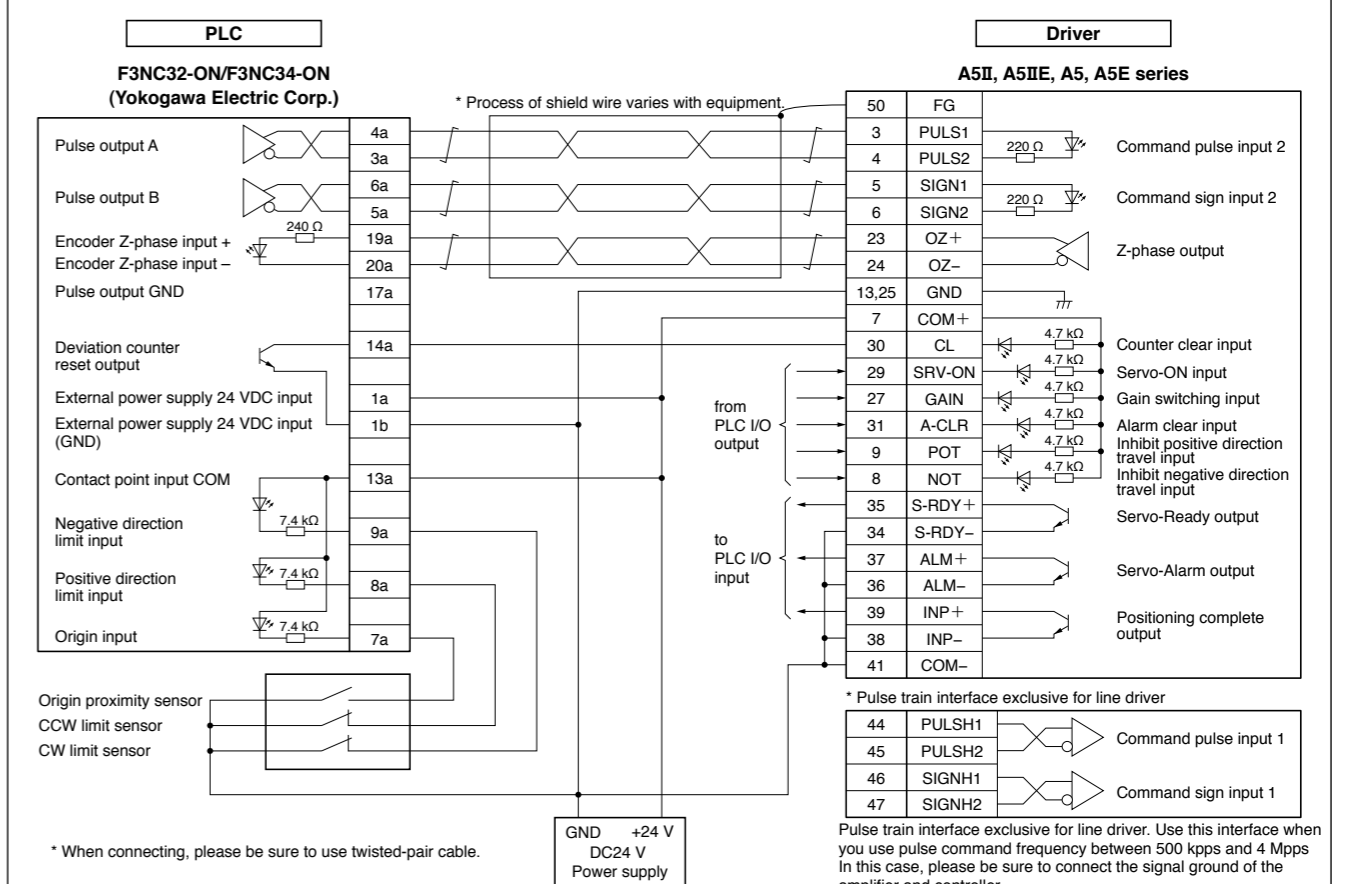 PLC
Driver
F3NC32-ON/F3NC34-ON
(Yokogawa Electric Corp.)
A5II, A5IIE, A5, A5E series
* Process of shield wire varies with equipment.
50 FG
Pulse output A
4a
3a
3 PULS1
4 PULS2
220 Ω
Command pulse input 2
Pulse output B
6a
5a
5 SIGN1
6 SIGN2
220 Ω
Command sign input 2
240 Ω
Encoder Z-phase input +
19a
23 OZ+
Encoder Z-phase input –
20a
24 OZ–
Z-phase output
Pulse output GND
17a
13,25 GND
7 COM+
Deviation counter
reset output
14a
30 CL
4.7 kΩ
Counter clear input
29 SRV-ON
4.7 kΩ
Servo-ON input
External power supply 24 VDC input
1a
27 GAIN
4.7 kΩ
Gain switching input
External power supply 24 VDC input
(GND)
1b
from
PLC I/O
output
31 A-CLR
4.7 kΩ
Alarm clear input
9 POT
4.7 kΩ
Inhibit positive direction
travel input
Contact point input COM
13a
8 NOT
4.7 kΩ
Inhibit negative direction
travel input
35 S-RDY+
34 S-RDY–
Servo-Ready output
Negative direction
limit input
7.4 kΩ
9a
to
PLC I/O
input
37 ALM+
36 ALM–
Servo-Alarm output
Positive direction
limit input
7.4 kΩ
8a
39 INP+
38 INP–
Positioning complete
output
Origin input
7.4 kΩ
7a
41 COM–
Origin proximity sensor
CCW limit sensor
CW limit sensor
* Pulse train interface exclusive for line driver
44 PULSH1
45 PULSH2
Command pulse input 1
46 SIGNH1
47 SIGNH2
Command sign input 1
GND +24 V
DC24 V
Power supply
* When connecting, please be sure to use twisted-pair cable.
Pulse train interface exclusive for line driver. Use this interface when
you use pulse command frequency between 500 kpps and 4 Mpps
In this case, please be sure to connect the signal ground of the
amplifier and controller